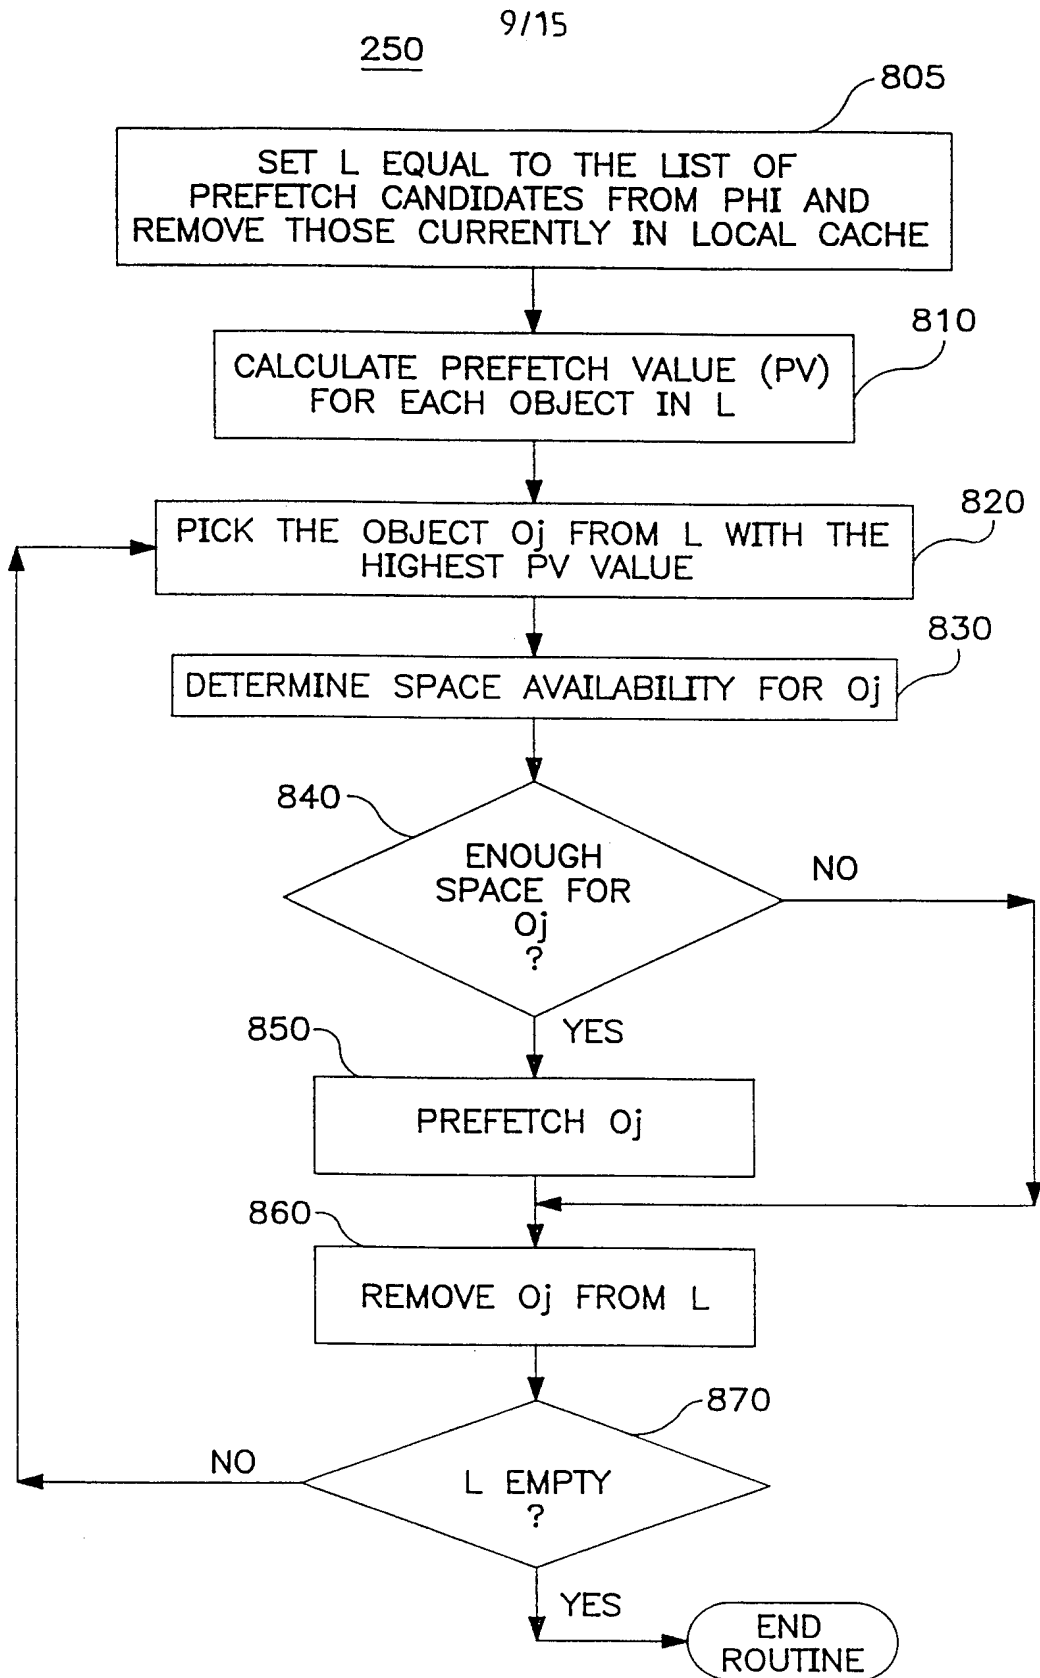 9/15
250
805
SET L EQUAL TO THE LIST OF
PREFETCH CANDIDATES FROM PHI AND
REMOVE THOSE CURRENTLY IN LOCAL CACHE
810
CALCULATE PREFETCH VALUE (PV)
FOR EACH OBJECT IN L
820
PICK THE OBJECT Oj FROM L WITH THE
HIGHEST PV VALUE
830
DETERMINE SPACE AVAILABILITY FOR Oj
840
ENOUGH
SPACE FOR
Oj
?
NO
YES
850
PREFETCH Oj
860
REMOVE Oj FROM L
870
L EMPTY
?
NO
YES
END
ROUTINE